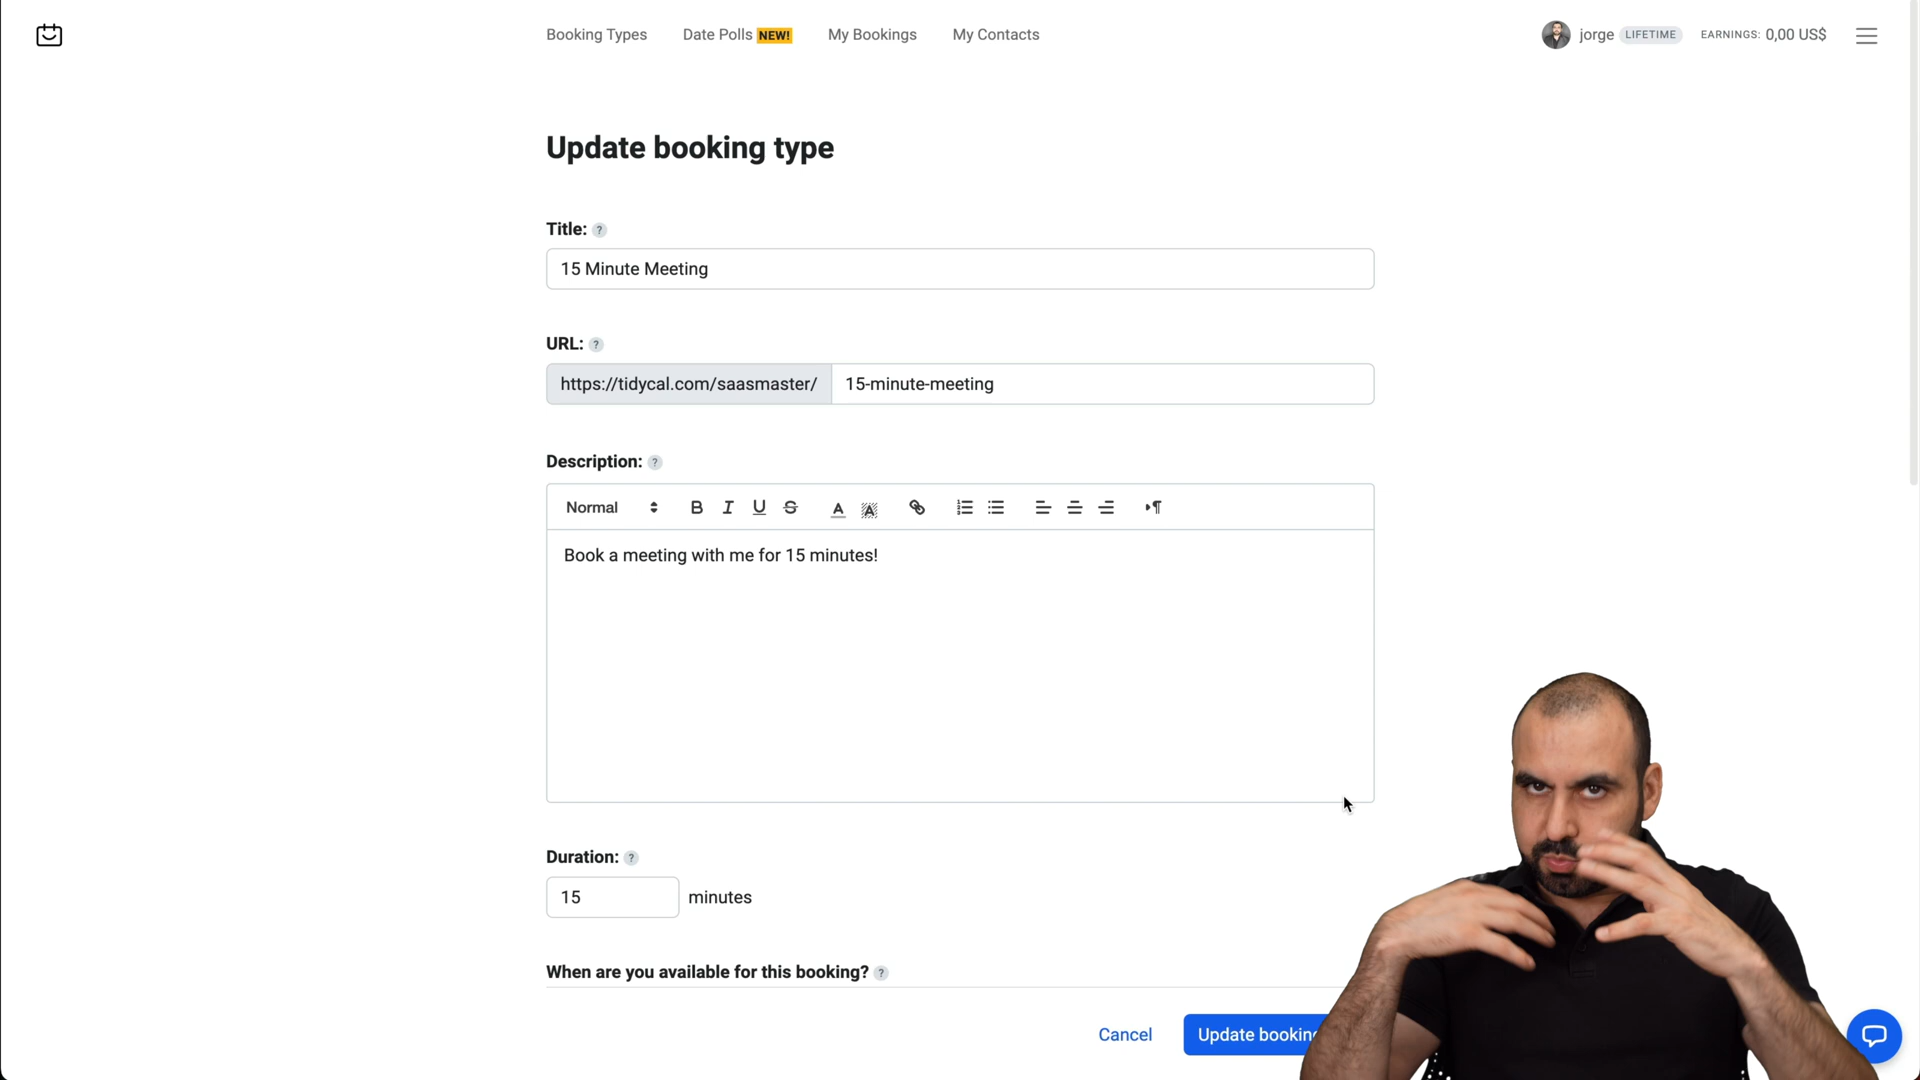 Booking Types
Date Polls NEW!
My Bookings
My Contacts
jorge LIFETIME
EARNINGS: 0,00 US$
Update booking type
Title: ?
15 Minute Meeting
URL: ?
https://tidycal.com/saasmaster/ 15-minute-meeting
Description: ?
Normal B I U S A A
Book a meeting with me for 15 minutes!
Duration: ?
15 minutes
When are you available for this booking? ?
Cancel
Update booking